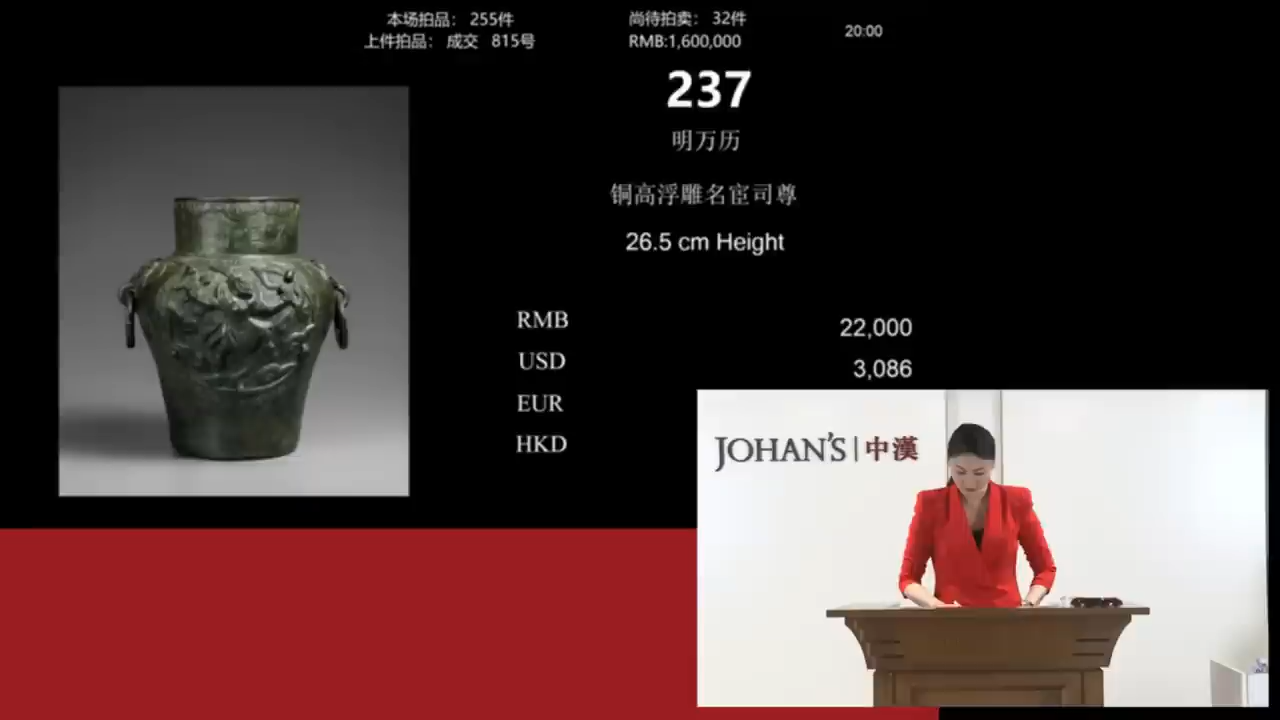 本场拍品： 255件
上件拍品： 成交 815号
尚待拍卖： 32件
RMB:1,600,000
20:00
237
明万历
铜高浮雕名宦司尊
26.5 cm Height
RMB 22,000
USD 3,086
EUR
HKD
JOHAN'S|中漢